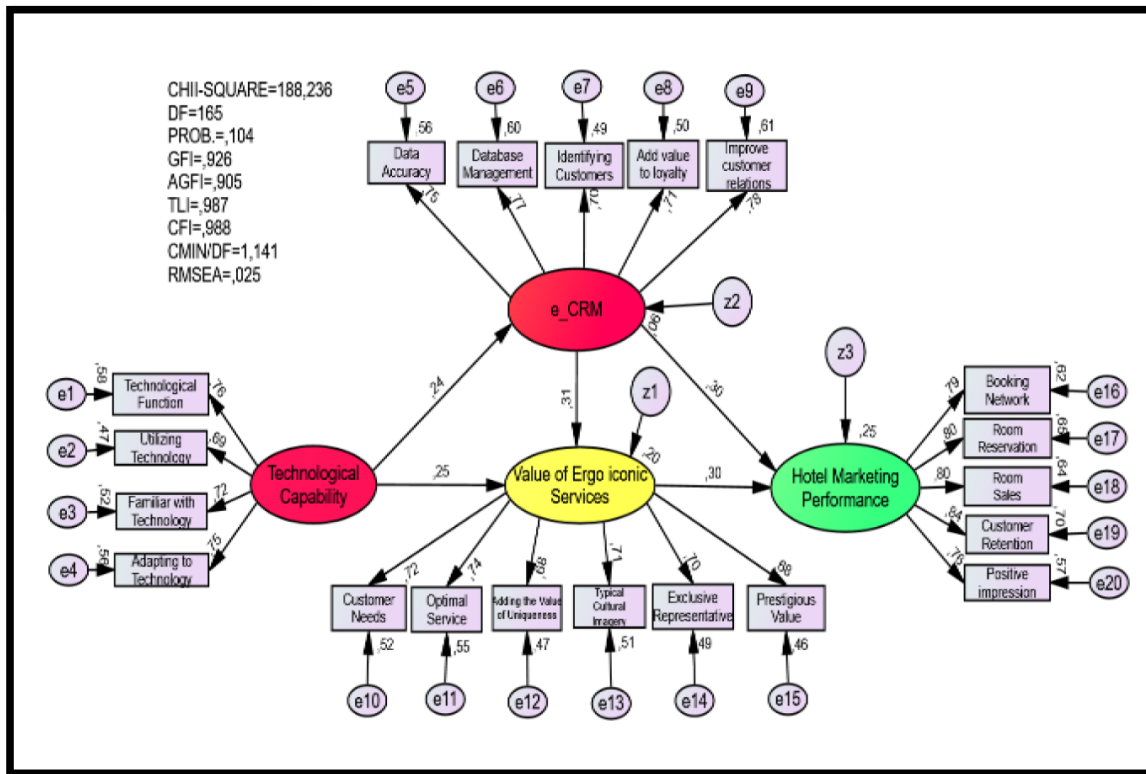 CHII-SQUARE=188,236
DF=165
PROB.=,104
GFI=,926
AGFI=,905
TLI=,987
CFI=,988
CMIN/DF=1,141
RMSEA=,025
e5
e6
e7
e8
e9
,56
,60
,49
,50
,61
Data
Accuracy
Database
Management
Identifying
Customers
Add value
to loyalty
Improve
customer
relations
,75
,77
,70
,71
,78
e_CRM
,06
z2
z3
z1
,24
,31
,30
e1
,58
Technological
Function
,76
e2
,47
Utilizing
Technology
,69
e3
,52
Familiar with
Technology
,72
e4
,56
Adapting to
Technology
,75
Technological
Capability
,25
Value of Ergo iconic
Services
,20
,30
Hotel Marketing
Performance
,25
,79
Booking
Network
,62
e16
,80
Room
Reservation
e17
,80
Room
Sales
,64
e18
,84
Customer
Retention
,70
e19
,76
Positive
impression
,57
e20
,72
,74
,68
,71
,70
,68
Customer
Needs
Optimal
Service
Adding the Value
of Uniqueness
Typical
Cultural
Imagery
Exclusive
Representative
Prestigious
Value
,52
,55
,47
,51
,49
,46
e10
e11
e12
e13
e14
e15